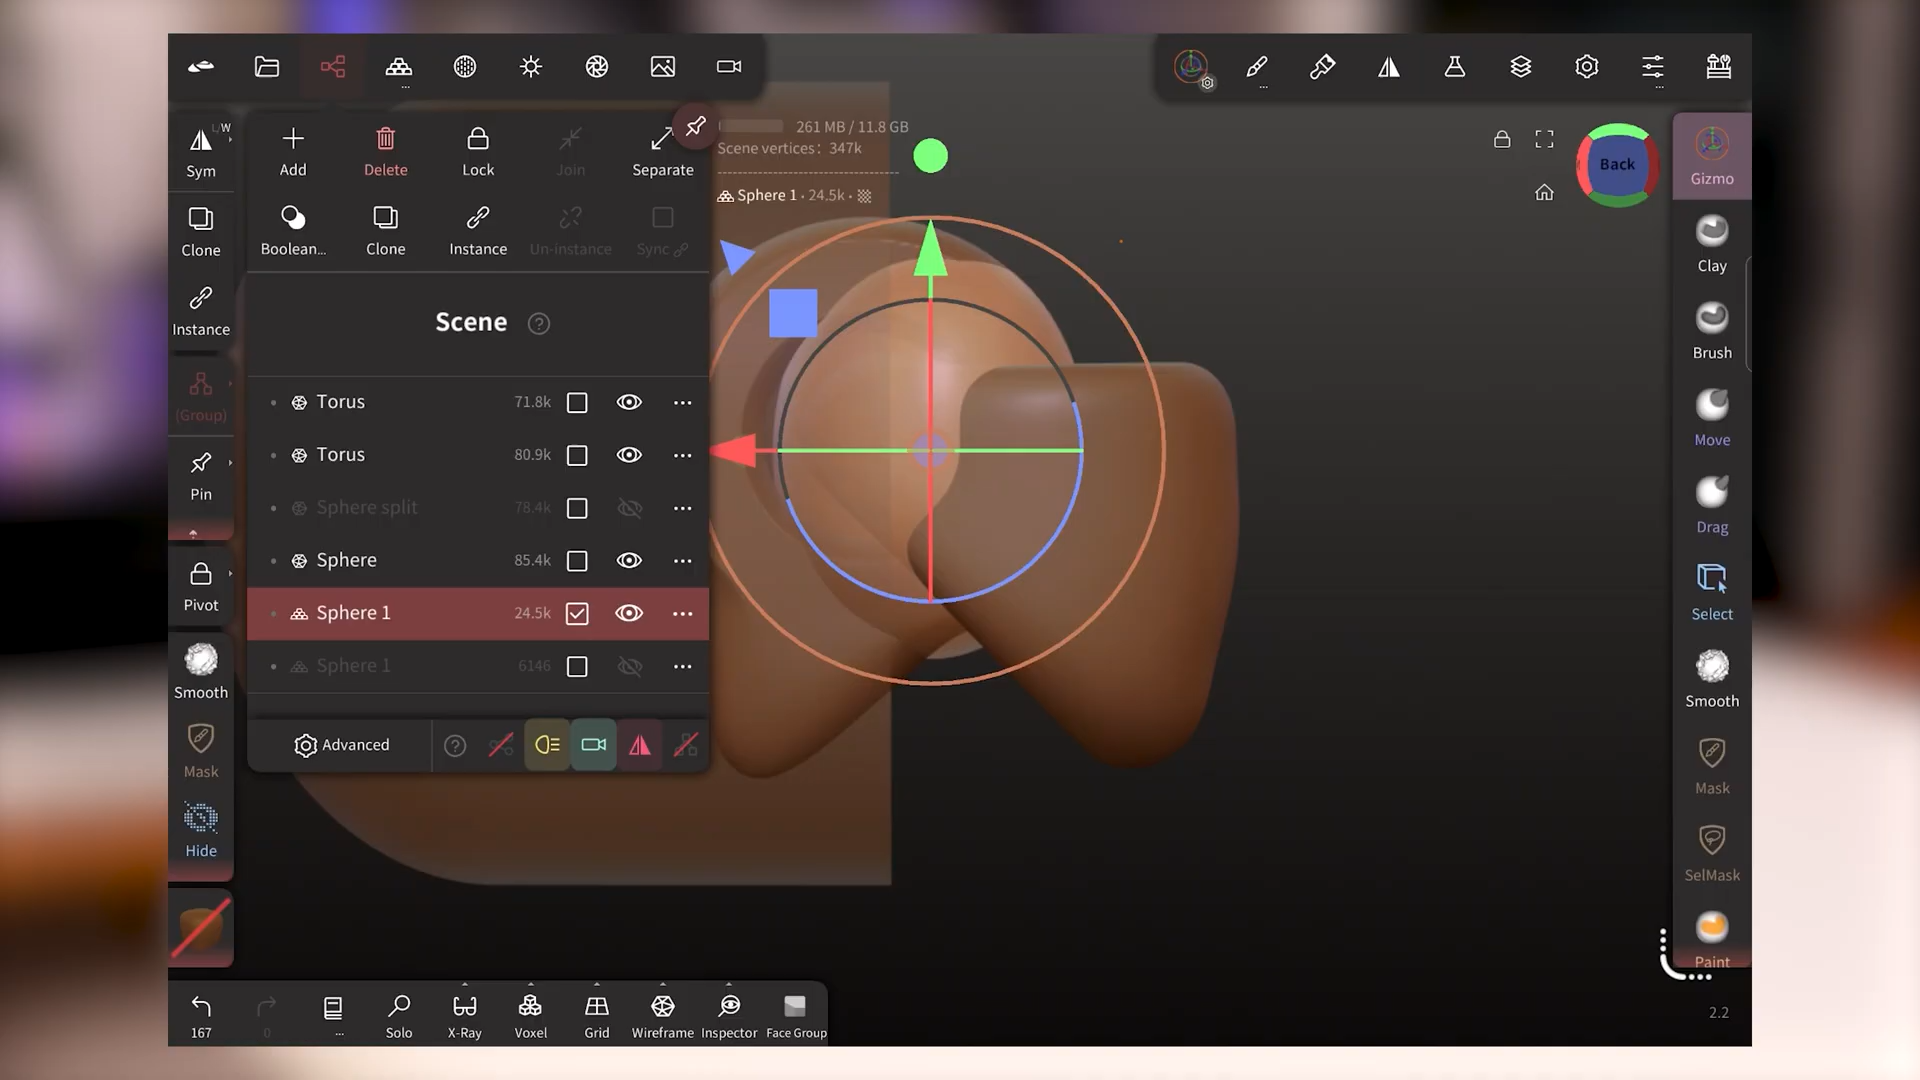 ...
...
...
Sym
L/W
Clone
Instance
(Group)
Pin
Pivot
Smooth
Mask
Hide
Add
Delete
Lock
Join
Separate
Boolean...
Clone
Instance
Un-instance
Sync
Scene ?
Torus 71.8k ...
Torus 80.9k ...
Sphere split 78.4k ...
Sphere 85.4k ...
Sphere 1 24.5k ...
Sphere 1 6146 ...
Advanced ?
261 MB / 11.8 GB
Scene vertices: 347k
Sphere 1 · 24.5k ·
Back
Gizmo
Clay
Brush
Move
Drag
Select
Smooth
Mask
SelMask
Paint
167
0
...
Solo
X-Ray
Voxel
Grid
Wireframe
Inspector
Face Group
2.2